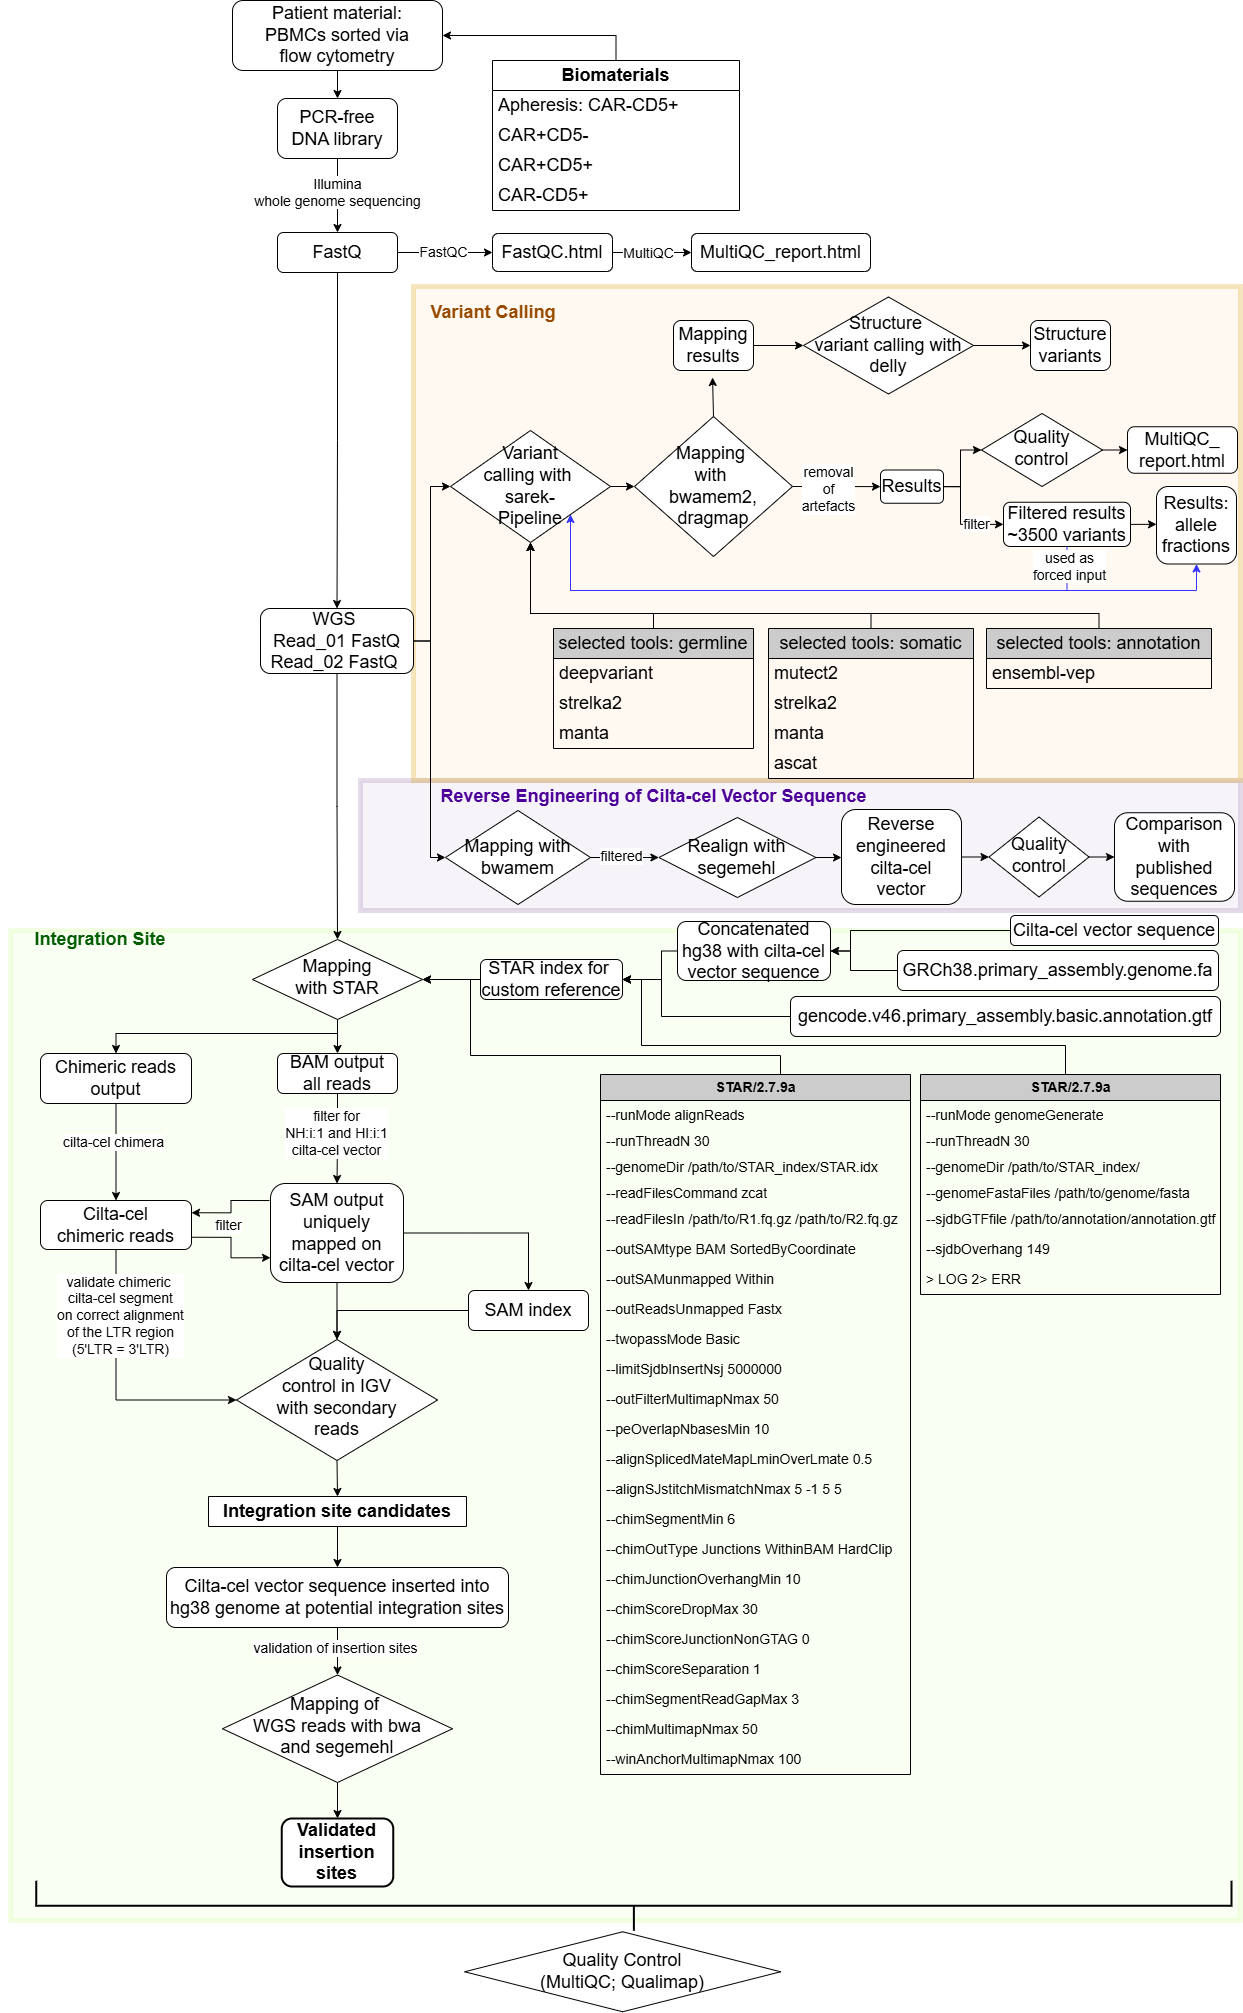 Patient material:
PBMCs sorted via
flow cytometry
Biomaterials
Apheresis: CAR-CD5+
CAR+CD5-
CAR+CD5+
CAR-CD5+
PCR-free
DNA library
Illumina
whole genome sequencing
FastQ
FastQC
FastQC.html
MultiQC
MultiQC_report.html
Variant Calling
Mapping
results
Structure
variant calling with
delly
Structure
variants
Variant
calling with
sarek-
Pipeline
Mapping
with
bwamem2,
dragmap
removal
of
artefacts
Results
Quality
control
MultiQC_
report.html
filter
Filtered results
~3500 variants
Results:
allele
fractions
used as
forced input
WGS
Read_01 FastQ
Read_02 FastQ
selected tools: germline
deepvariant
strelka2
manta
selected tools: somatic
mutect2
strelka2
manta
ascat
selected tools: annotation
ensembl-vep
Reverse Engineering of Cilta-cel Vector Sequence
Mapping with
bwamem
filtered
Realign with
segemehl
Reverse
engineered
cilta-cel
vector
Quality
control
Comparison
with
published
sequences
Integration Site
Mapping
with STAR
STAR index for
custom reference
Concatenated
hg38 with cilta-cel
vector sequence
Cilta-cel vector sequence
GRCh38.primary_assembly.genome.fa
gencode.v46.primary_assembly.basic.annotation.gtf
Chimeric reads
output
BAM output
all reads
cilta-cel chimera
filter for
NH:i:1 and HI:i:1
cilta-cel vector
Cilta-cel
chimeric reads
filter
SAM output
uniquely
mapped on
cilta-cel vector
SAM index
validate chimeric
cilta-cel segment
on correct alignment
of the LTR region
(5'LTR = 3'LTR)
Quality
control in IGV
with secondary
reads
Integration site candidates
Cilta-cel vector sequence inserted into
hg38 genome at potential integration sites
validation of insertion sites
Mapping of
WGS reads with bwa
and segemehl
Validated
insertion
sites
STAR/2.7.9a
--runMode alignReads
--runThreadN 30
--genomeDir /path/to/STAR_index/STAR.idx
--readFilesCommand zcat
--readFilesIn /path/to/R1.fq.gz /path/to/R2.fq.gz
--outSAMtype BAM SortedByCoordinate
--outSAMunmapped Within
--outReadsUnmapped Fastx
--twopassMode Basic
--limitSjdbInsertNsj 5000000
--outFilterMultimapNmax 50
--peOverlapNbasesMin 10
--alignSplicedMateMapLminOverLmate 0.5
--alignSJstitchMismatchNmax 5 -1 5 5
--chimSegmentMin 6
--chimOutType Junctions WithinBAM HardClip
--chimJunctionOverhangMin 10
--chimScoreDropMax 30
--chimScoreJunctionNonGTAG 0
--chimScoreSeparation 1
--chimSegmentReadGapMax 3
--chimMultimapNmax 50
--winAnchorMultimapNmax 100
STAR/2.7.9a
--runMode genomeGenerate
--runThreadN 30
--genomeDir /path/to/STAR_index/
--genomeFastaFiles /path/to/genome/fasta
--sjdbGTFfile /path/to/annotation/annotation.gtf
--sjdbOverhang 149
> LOG 2> ERR
Quality Control
(MultiQC; Qualimap)